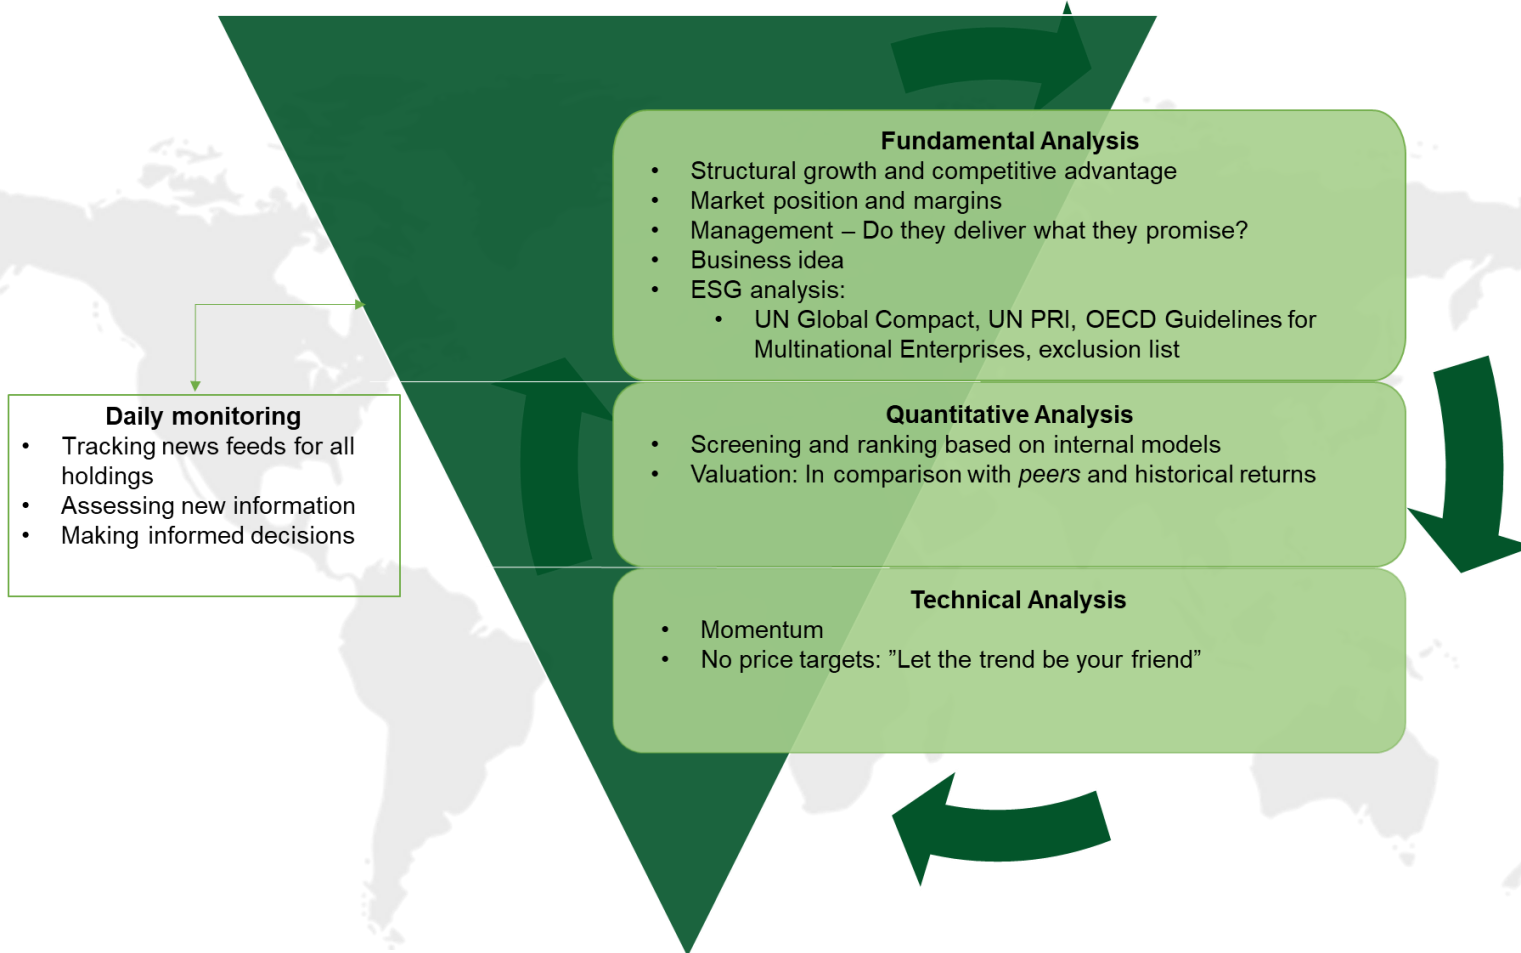 Fundamental Analysis
• Structural growth and competitive advantage
• Market position and margins
• Management – Do they deliver what they promise?
• Business idea
• ESG analysis:
• UN Global Compact, UN PRI, OECD Guidelines for
Multinational Enterprises, exclusion list
Daily monitoring
• Tracking news feeds for all
holdings
• Assessing new information
• Making informed decisions
Quantitative Analysis
• Screening and ranking based on internal models
• Valuation: In comparison with peers and historical returns
Technical Analysis
• Momentum
• No price targets: ”Let the trend be your friend”